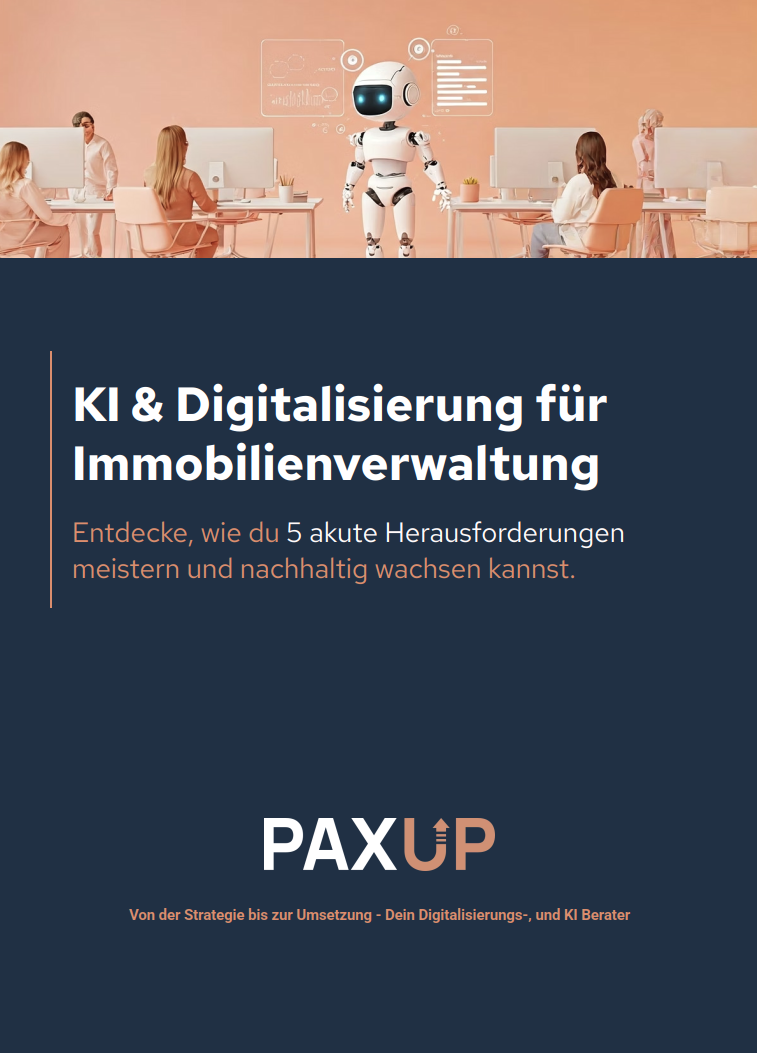 KI & Digitalisierung für
Immobilienverwaltung
Entdecke, wie du 5 akute Herausforderungen
meistern und nachhaltig wachsen kannst.
PAXUP
Von der Strategie bis zur Umsetzung - Dein Digitalisierungs-, und KI Berater